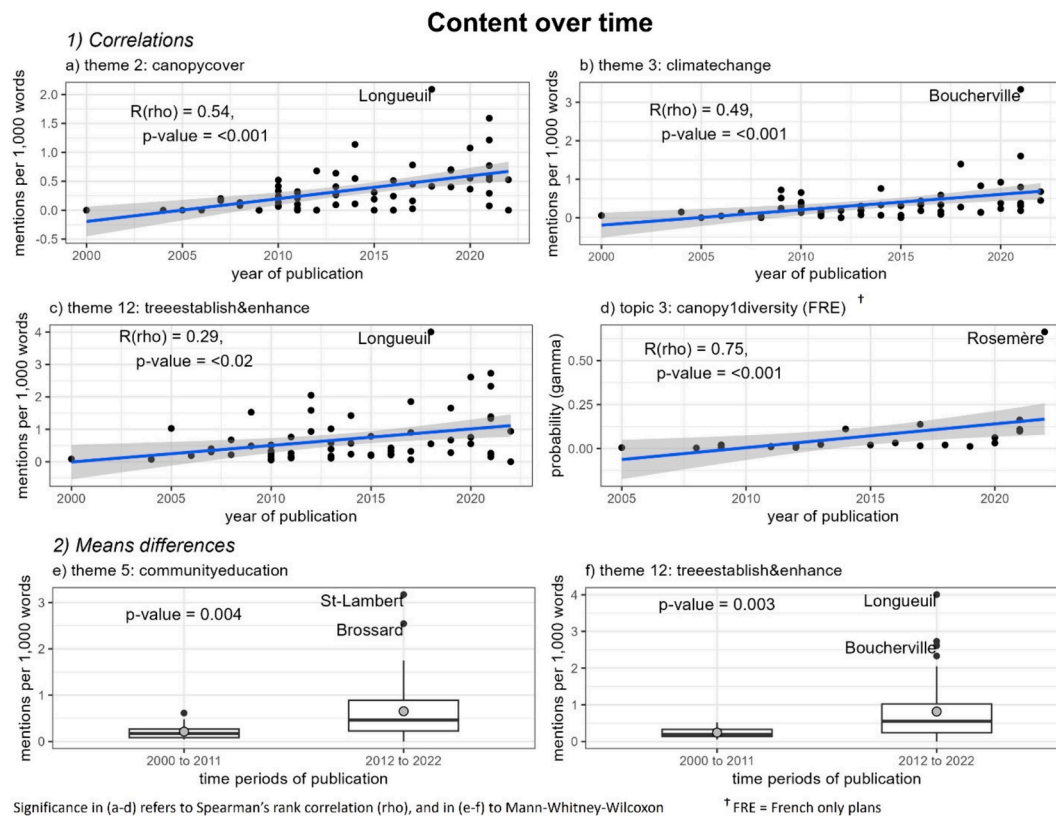 Content over time
1) Correlations
a) theme 2: canopycover
mentions per 1,000 words
2.0
1.5
1.0
0.5
0.0
-0.5
R(rho) = 0.54,
p-value = <0.001
Longueuil
2000 2005 2010 2015 2020
year of publication
b) theme 3: climatechange
mentions per 1,000 words
3
2
1
0
R(rho) = 0.49,
p-value = <0.001
Boucherville
2000 2005 2010 2015 2020
year of publication
c) theme 12: treeestablish&enhance
mentions per 1,000 words
4
3
2
1
0
R(rho) = 0.29,
p-value = <0.02
Longueuil
2000 2005 2010 2015 2020
year of publication
d) topic 3: canopy1diversity (FRE) †
probability (gamma)
0.50
0.25
0.00
R(rho) = 0.75,
p-value = <0.001
Rosemère
2005 2010 2015 2020
year of publication
2) Means differences
e) theme 5: communityeducation
mentions per 1,000 words
3
2
1
0
p-value = 0.004
St-Lambert
Brossard
2000 to 2011 2012 to 2022
time periods of publication
f) theme 12: treeestablish&enhance
mentions per 1,000 words
4
3
2
1
0
p-value = 0.003
Longueuil
Boucherville
2000 to 2011 2012 to 2022
time periods of publication
Significance in (a-d) refers to Spearman's rank correlation (rho), and in (e-f) to Mann-Whitney-Wilcoxon
† FRE = French only plans